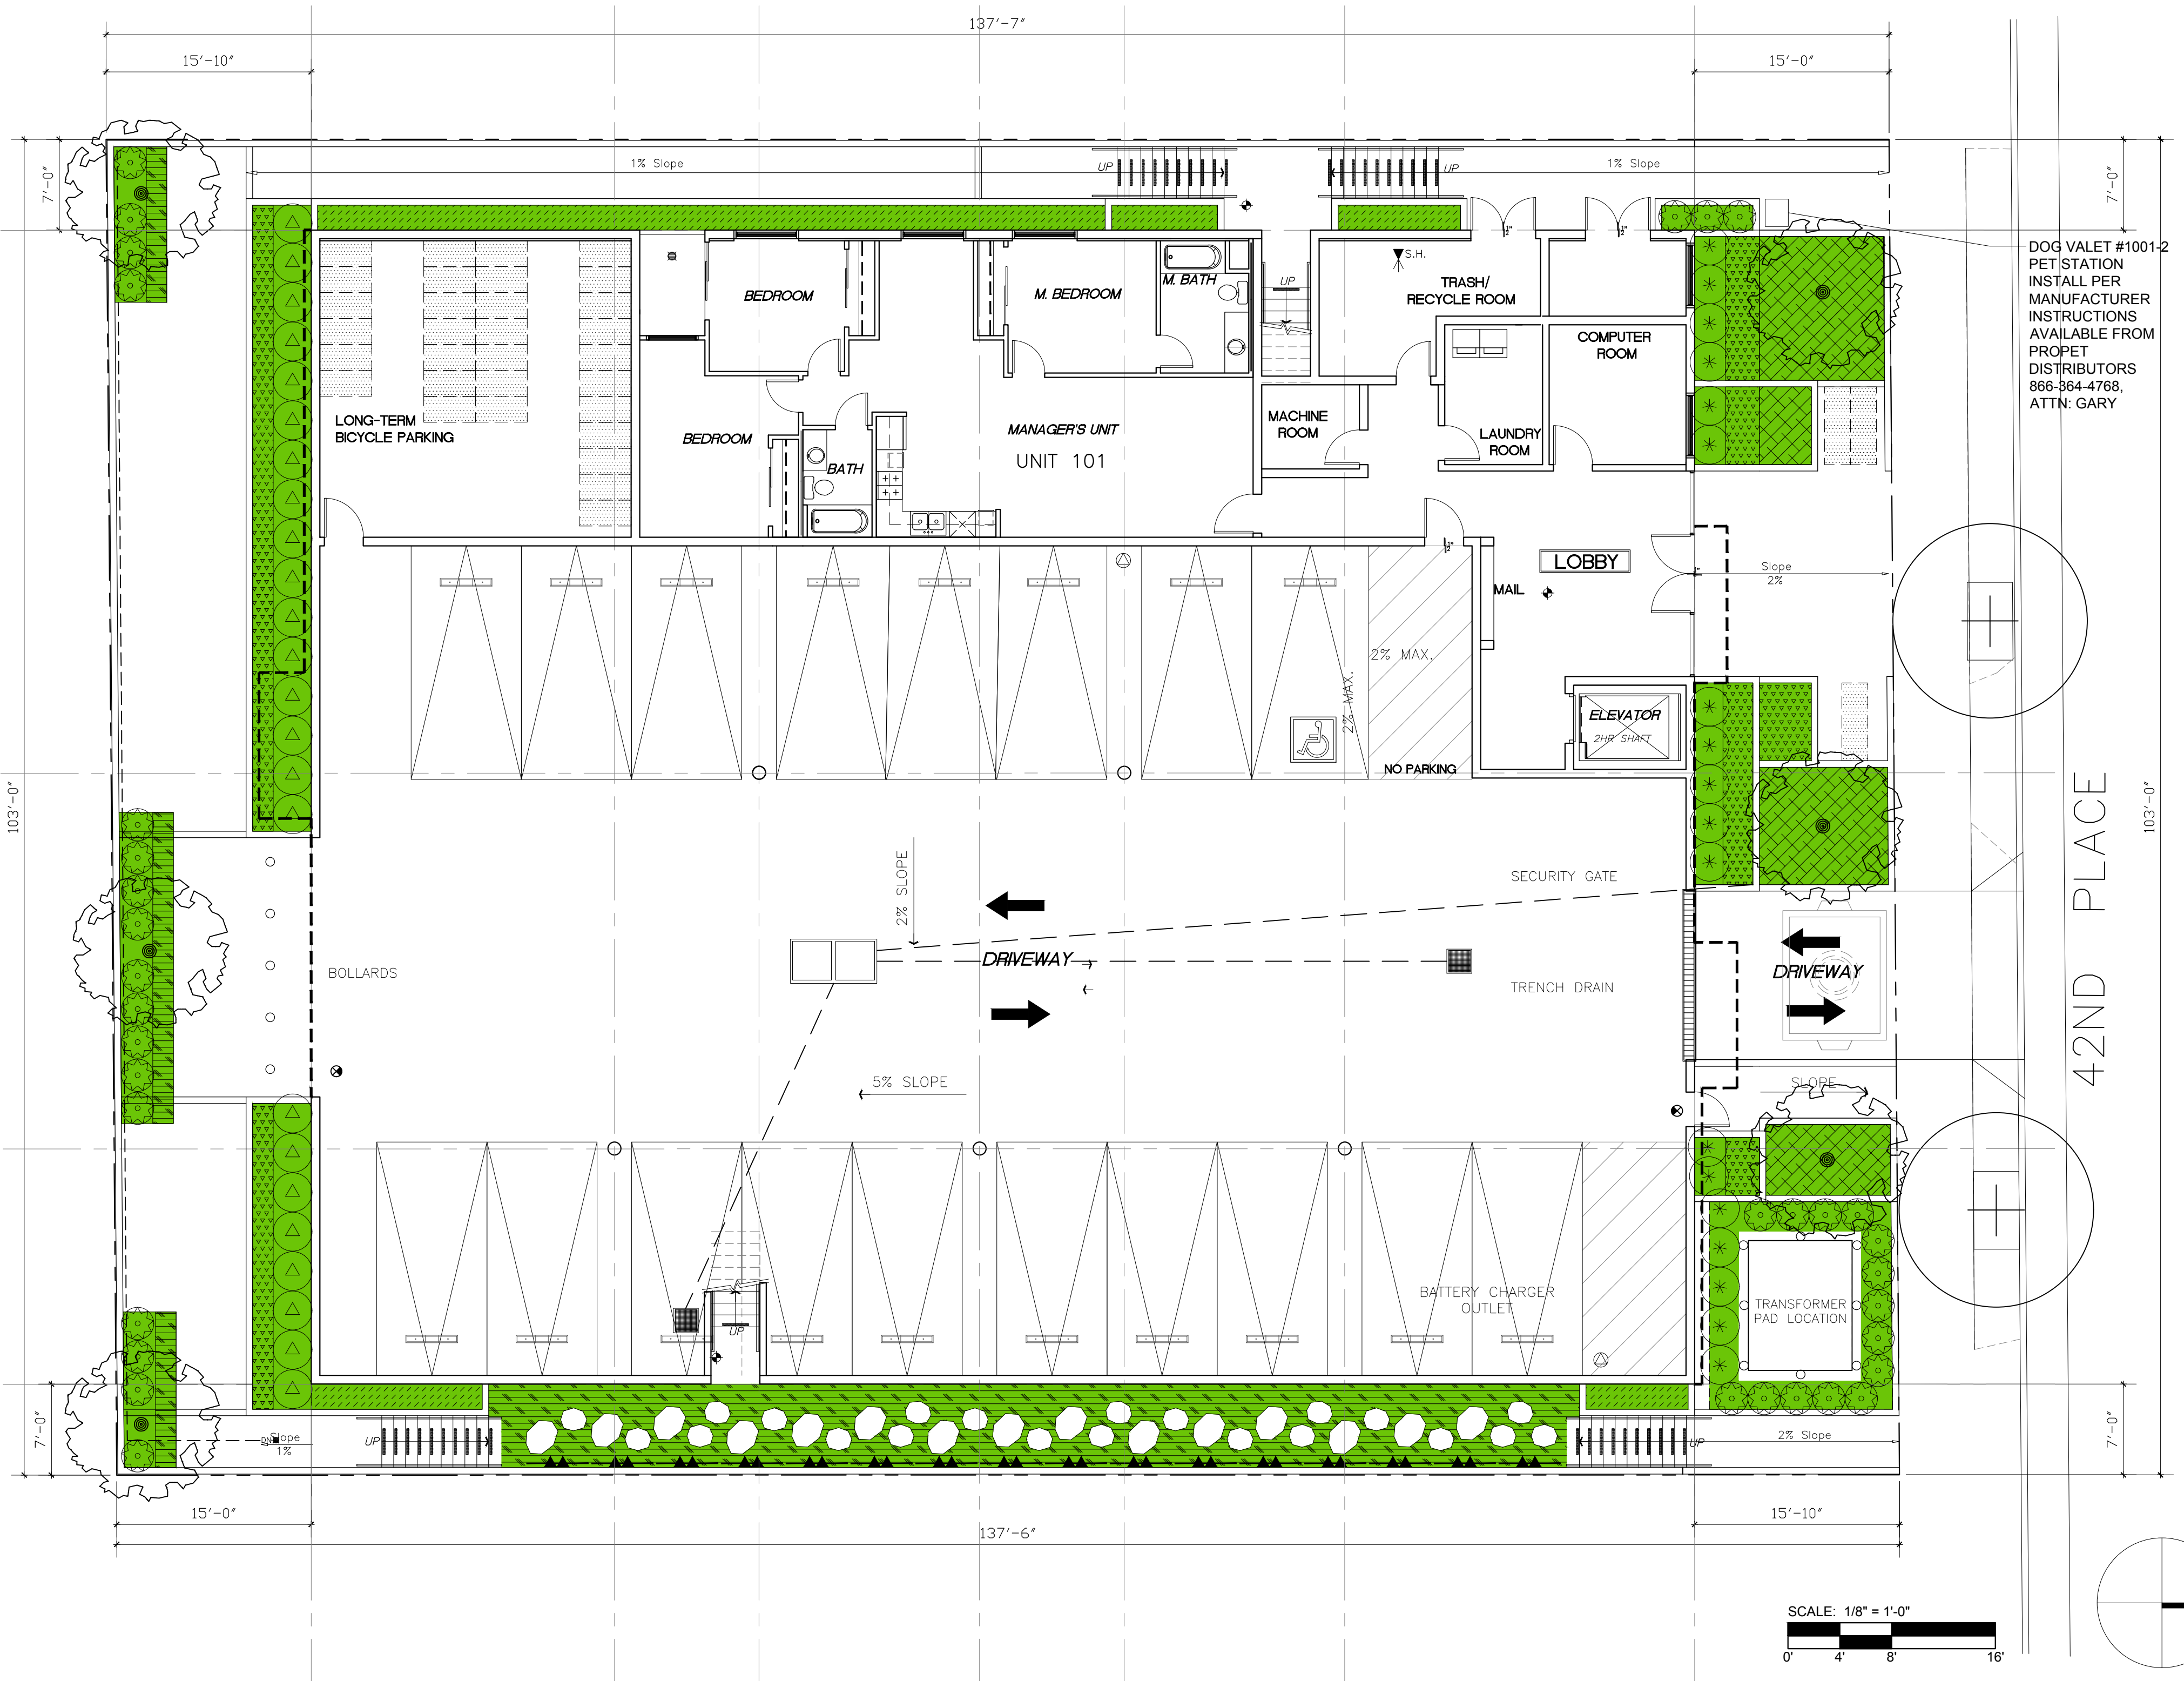 137'-7"
15'-10"
15'-0"
7'-0"
1% Slope
UP
UP
1% Slope
7'-0"
DOG VALET #1001-2
PET STATION
INSTALL PER
MANUFACTURER
INSTRUCTIONS
AVAILABLE FROM
PROPET
DISTRIBUTORS
866-364-4768,
ATTN: GARY
S.H.
BEDROOM
M. BEDROOM
M. BATH
UP
TRASH/
RECYCLE ROOM
COMPUTER
ROOM
LONG-TERM
BICYCLE PARKING
BEDROOM
BATH
MANAGER'S UNIT
UNIT 101
MACHINE
ROOM
LAUNDRY
ROOM
LOBBY
MAIL
Slope
2%
2% MAX.
2% MAX.
ELEVATOR
2HR SHAFT
NO PARKING
103'-0"
103'-0"
42ND PLACE
2% SLOPE
SECURITY GATE
BOLLARDS
DRIVEWAY
DRIVEWAY
TRENCH DRAIN
5% SLOPE
SLOPE
BATTERY CHARGER
OUTLET
TRANSFORMER
PAD LOCATION
UP
7'-0"
DN
Slope
1%
UP
UP
2% Slope
7'-0"
15'-0"
137'-6"
15'-10"
SCALE: 1/8" = 1'-0"
0' 4' 8' 16'